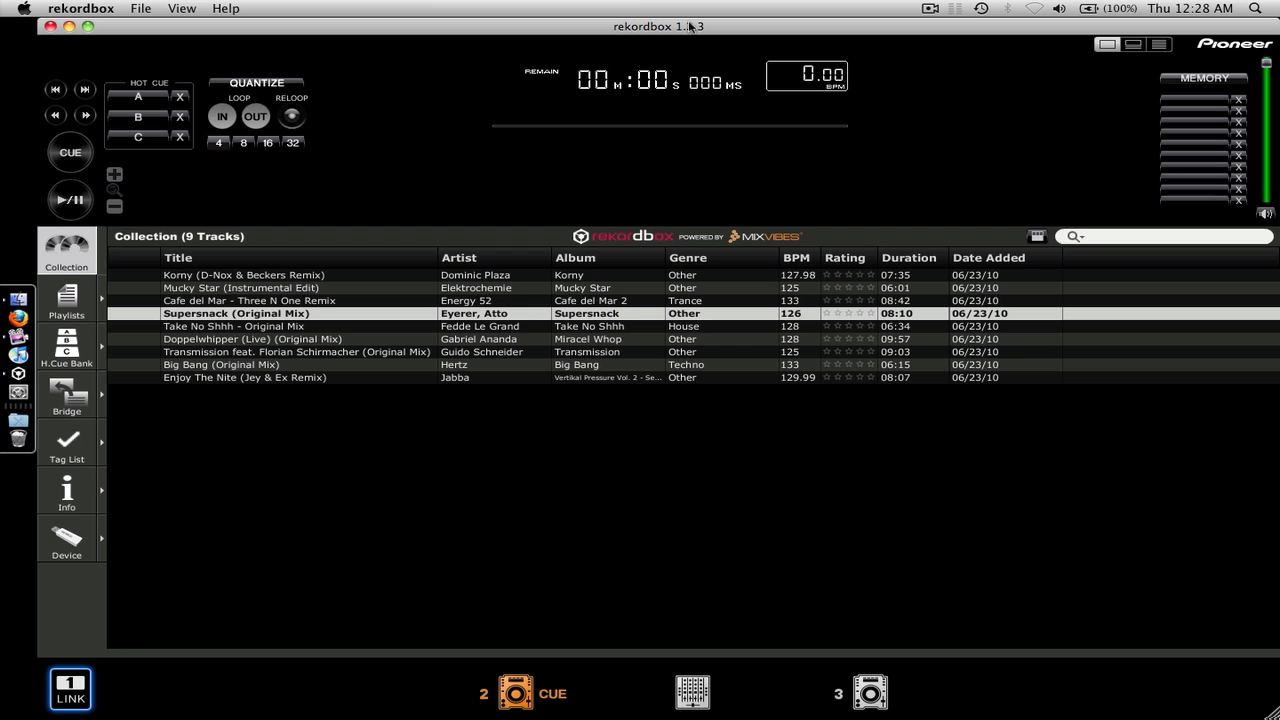 rekordbox File View Help (100%) Thu 12:28 AM
Pioneer
HOT CUE
A X
B X
C X
QUANTIZE
LOOP RELOOP
IN OUT
4 8 16 32
REMAIN 00 M:00 S 000 MS
0.00
BPM
MEMORY
X
X
X
X
X
X
X
X
X
X
CUE
▶/II
Collection (9 Tracks) rekordbox POWERED BY MIXVIBES
Title Artist Album Genre BPM Rating Duration Date Added
Korny (D-Nox & Beckers Remix) Dominic Plaza Korny Other 127.98 07:35 06/23/10
Mucky Star (Instrumental Edit) Elektrochemie Mucky Star Other 125 06:01 06/23/10
Cafe del Mar - Three N One Remix Energy 52 Cafe del Mar 2 Trance 133 08:42 06/23/10
Supersnack (Original Mix) Eyerer, Atto Supersnack Other 126 08:10 06/23/10
Take No Shhh - Original Mix Fedde Le Grand Take No Shhh House 128 06:34 06/23/10
Doppelwhipper (Live) (Original Mix) Gabriel Ananda Miracel Whop Other 128 09:57 06/23/10
Transmission feat. Florian Schirmacher (Original Mix) Guido Schneider Transmission Other 125 09:03 06/23/10
Big Bang (Original Mix) Hertz Big Bang Techno 133 06:15 06/23/10
Enjoy The Nite (Jey & Ex Remix) Jabba Vertikal Pressure Vol. 2 - Se... Other 129.99 08:07 06/23/10
Collection
Playlists
A
B
C
H.Cue Bank
Bridge
Tag List
Info
Device
1
LINK
2 CUE
3